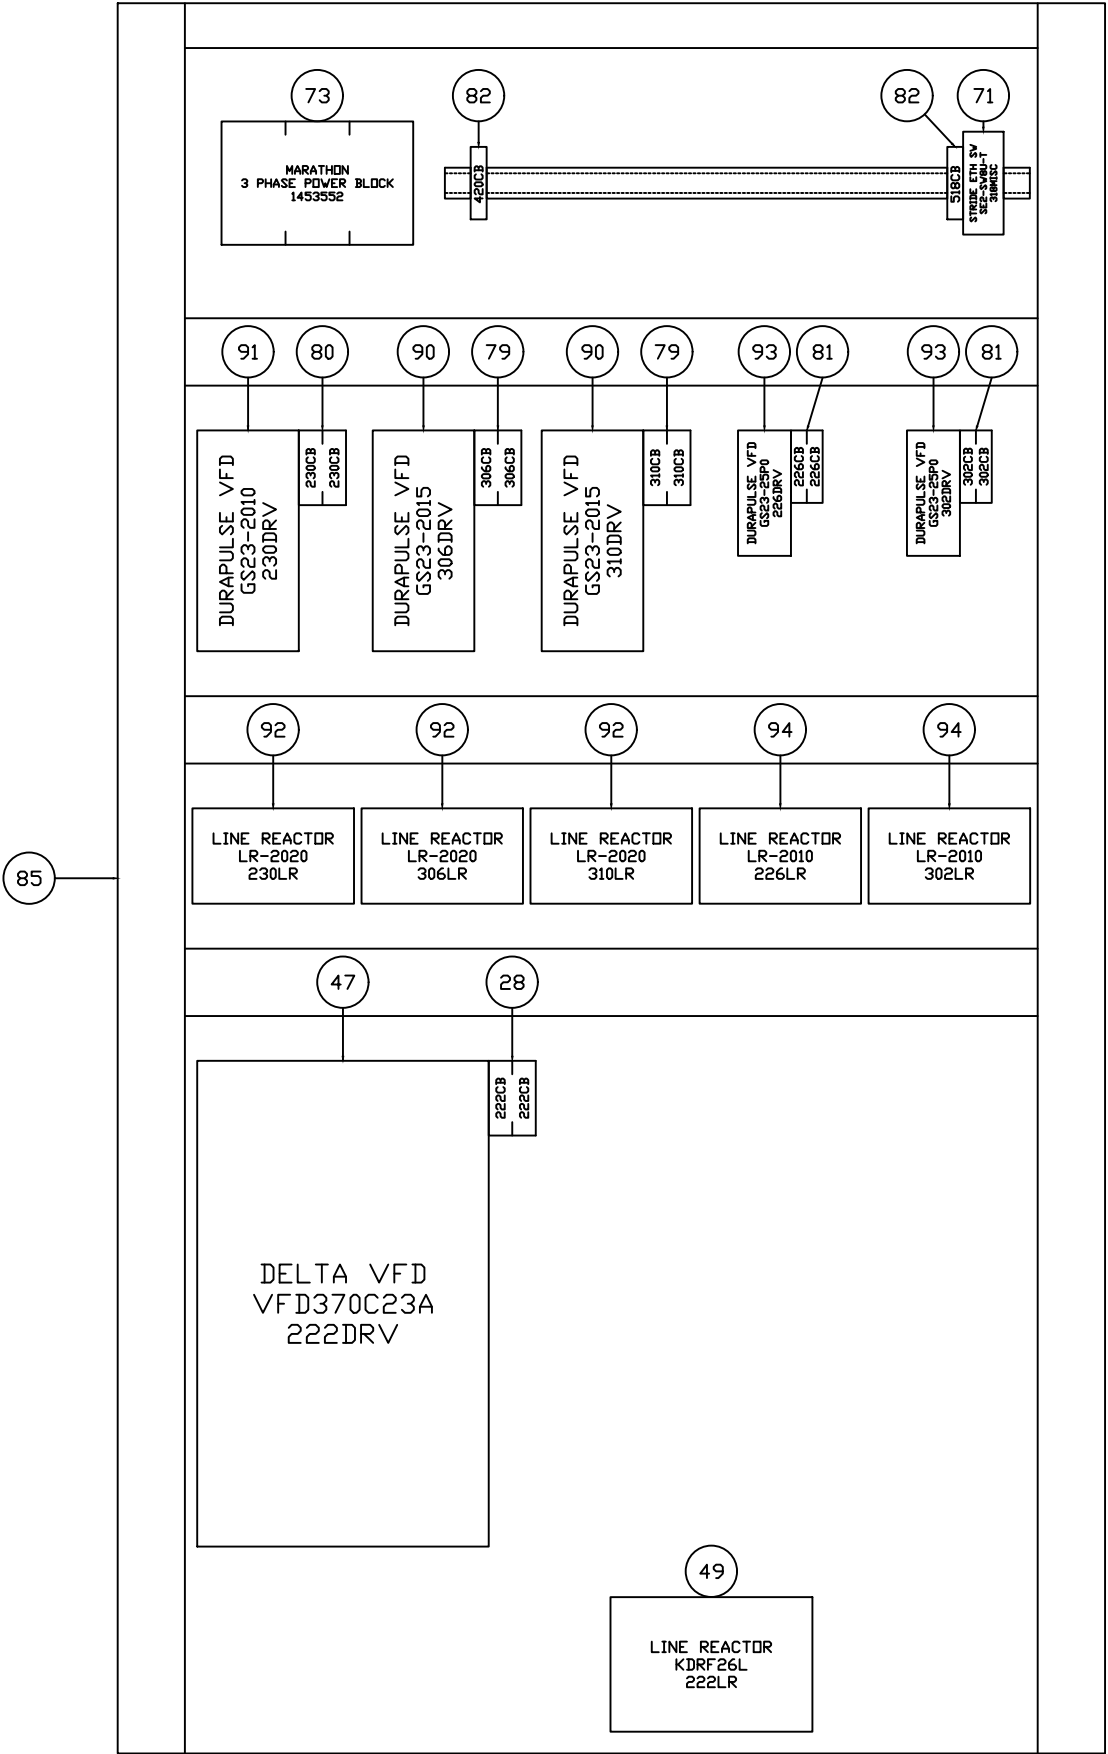 73
82
82
71
MARATHON
3 PHASE POWER BLOCK
1453552
420CB
518CB
STRIDE ETH SW
SE2-SW8U-T
318MISC
91
80
90
79
90
79
93
81
93
81
DURAPULSE VFD
GS23-2010
230DRV
230CB
230CB
DURAPULSE VFD
GS23-2015
306DRV
306CB
306CB
DURAPULSE VFD
GS23-2015
310DRV
310CB
310CB
DURAPULSE VFD
GS23-25P0
226DRV
226CB
226CB
DURAPULSE VFD
GS23-25P0
302DRV
302CB
302CB
92
92
92
94
94
LINE REACTOR
LR-2020
230LR
LINE REACTOR
LR-2020
306LR
LINE REACTOR
LR-2020
310LR
LINE REACTOR
LR-2010
226LR
LINE REACTOR
LR-2010
302LR
85
47
28
222CB
222CB
DELTA VFD
VFD370C23A
222DRV
49
LINE REACTOR
KDRF26L
222LR